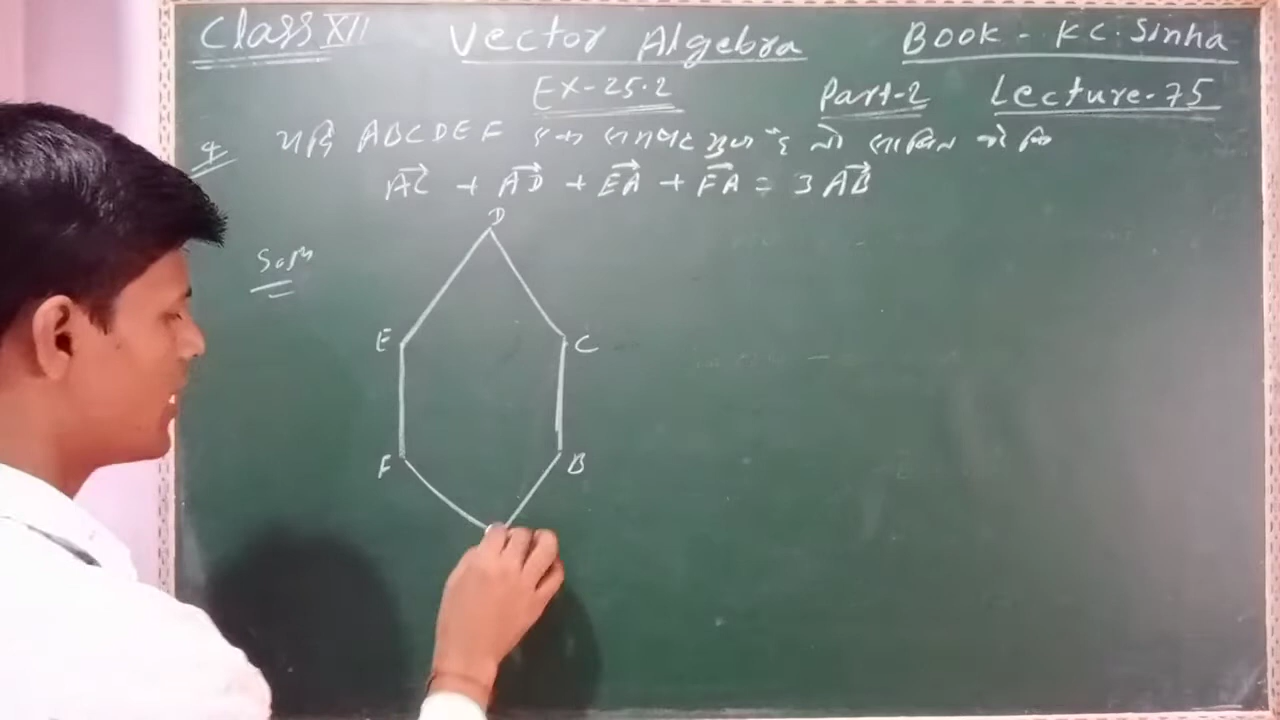 Class XII Vector Algebra Book - KC. Sinha
Ex-25.2 Part-2 Lecture-75
यदि ABCDEF एक समषट् भुज है तो साबित करें कि
AC⃗ + AD⃗ + EA⃗ + FA⃗ = 3 AB⃗
Soln
D
E C
F B